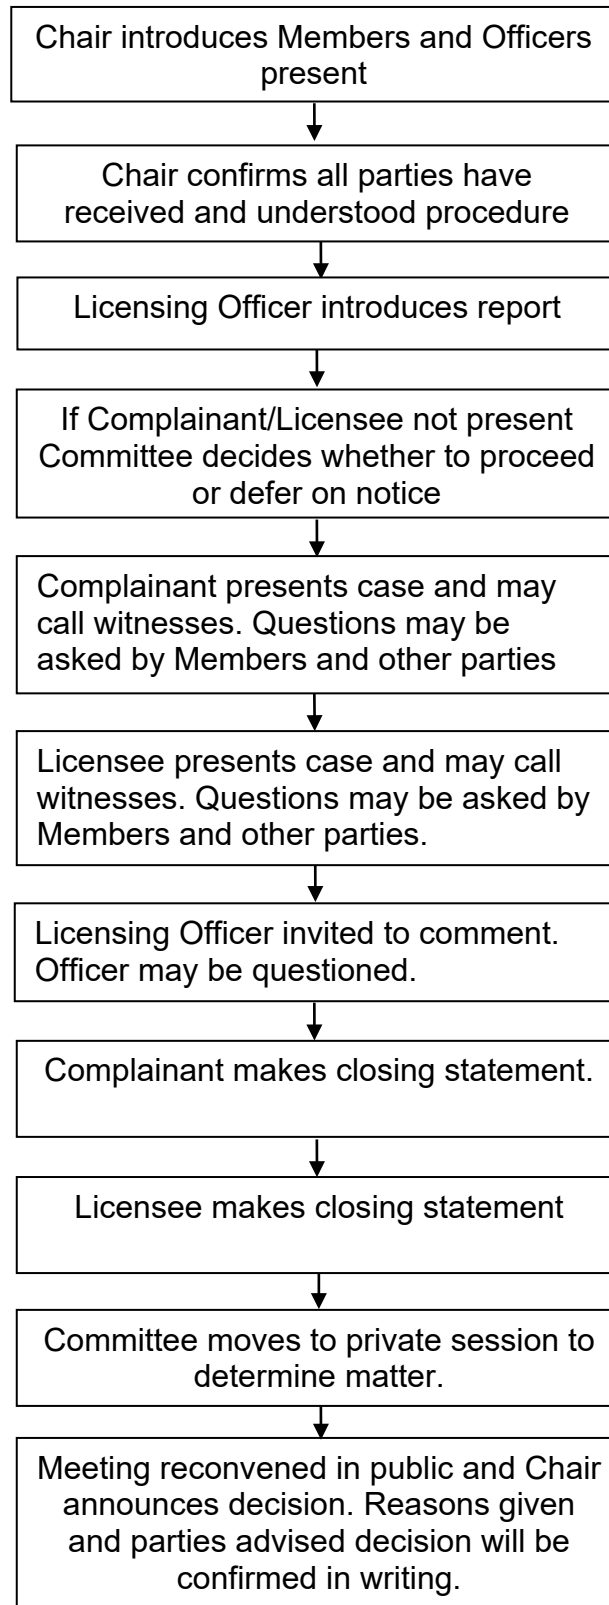 Chair introduces Members and Officers
present
Chair confirms all parties have
received and understood procedure
Licensing Officer introduces report
If Complainant/Licensee not present
Committee decides whether to proceed
or defer on notice
Complainant presents case and may
call witnesses. Questions may be
asked by Members and other parties
Licensee presents case and may call
witnesses. Questions may be asked by
Members and other parties.
Licensing Officer invited to comment.
Officer may be questioned.
Complainant makes closing statement.
Licensee makes closing statement
Committee moves to private session to
determine matter.
Meeting reconvened in public and Chair
announces decision. Reasons given
and parties advised decision will be
confirmed in writing.